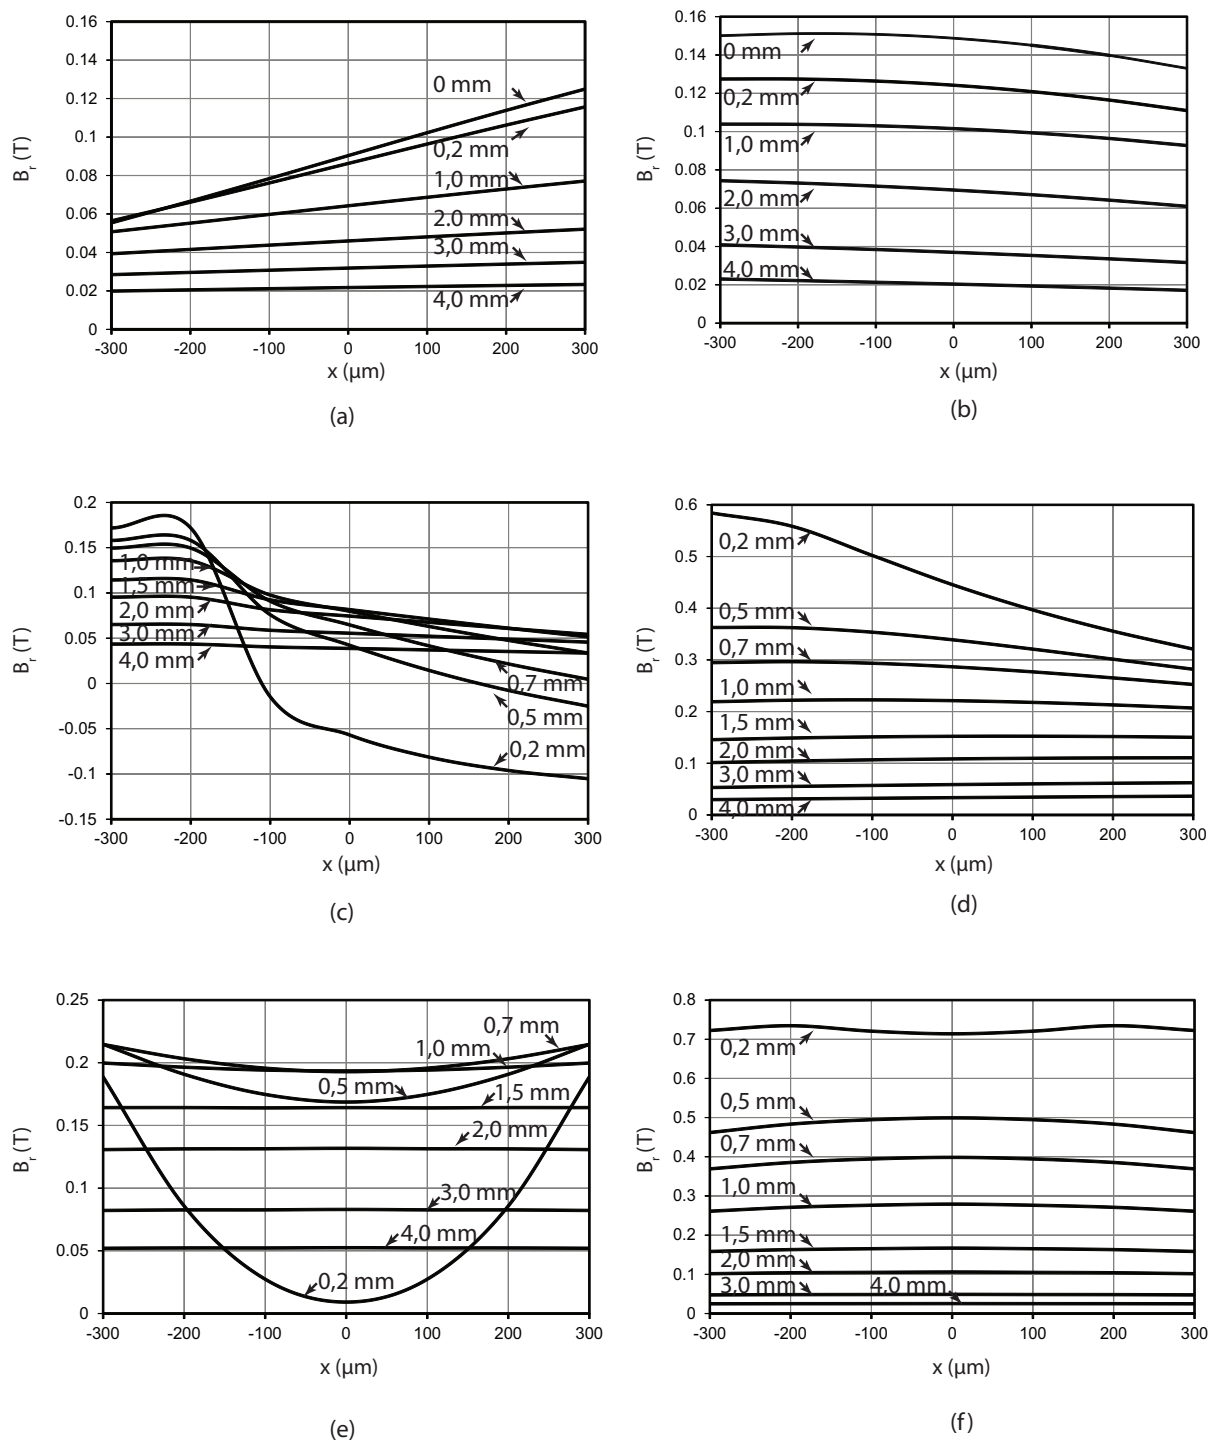 0.16
0.14
0.12
0.1
0.08
0.06
0.04
0.02
0
B_r (T)
0 mm
0,2 mm
1,0 mm
2.0 mm
3,0 mm
4,0 mm
-300 -200 -100 0 100 200 300
x (µm)
(a)
0.16
0.14
0.12
0.1
0.08
0.06
0.04
0.02
0
B_r (T)
0 mm
0,2 mm
1,0 mm
2,0 mm
3,0 mm
4,0 mm
-300 -200 -100 0 100 200 300
x (µm)
(b)
0.2
0.15
0.1
0.05
0
-0.05
-0.1
-0.15
B_r (T)
1,0 mm
1,5 mm
2,0 mm
3,0 mm
4,0 mm
0,7 mm
0,5 mm
0,2 mm
-300 -200 -100 0 100 200 300
x (µm)
(c)
0.6
0.5
0.4
0.3
0.2
0.1
0
B_r (T)
0,2 mm
0,5 mm
0,7 mm
1,0 mm
1,5 mm
2,0 mm
3,0 mm
4,0 mm
-300 -200 -100 0 100 200 300
x (µm)
(d)
0.25
0.2
0.15
0.1
0.05
0
B_r (T)
0,7 mm
1,0 mm
0,5 mm
1,5 mm
2,0 mm
3,0 mm
4,0 mm
0,2 mm
-300 -200 -100 0 100 200 300
x (µm)
(e)
0.8
0.7
0.6
0.5
0.4
0.3
0.2
0.1
0
B_r (T)
0,2 mm
0,5 mm
0,7 mm
1,0 mm
1,5 mm
2,0 mm
3,0 mm
4,0 mm
-300 -200 -100 0 100 200 300
x (µm)
(f)